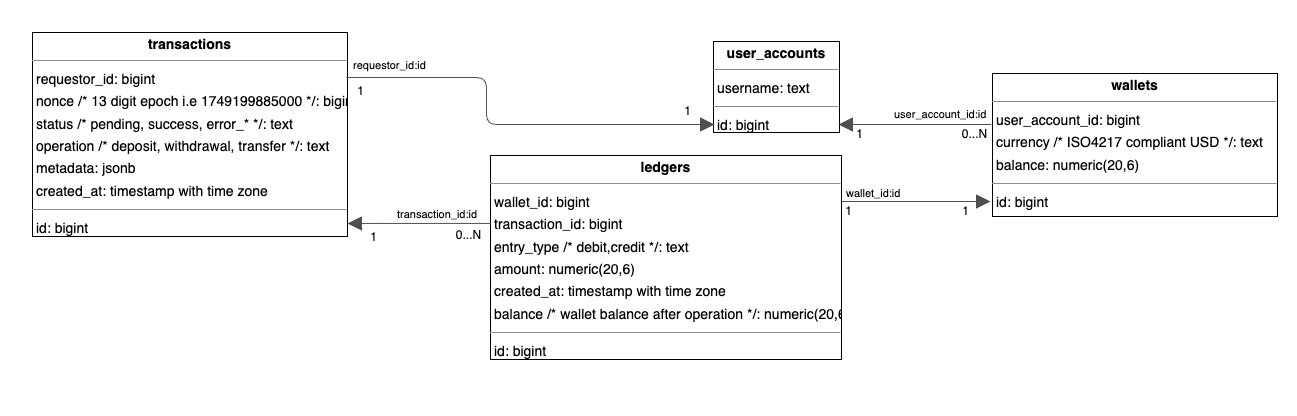 transactions
requestor_id: bigint
nonce /* 13 digit epoch i.e 1749199885000 */: bigi
status /* pending, success, error_* */: text
operation /* deposit, withdrawal, transfer */: text
metadata: jsonb
created_at: timestamp with time zone
id: bigint
requestor_id:id
1
1
user_accounts
username: text
id: bigint
user_account_id:id
1
0...N
wallets
user_account_id: bigint
currency /* ISO4217 compliant USD */: text
balance: numeric(20,6)
id: bigint
ledgers
wallet_id: bigint
transaction_id: bigint
entry_type /* debit,credit */: text
amount: numeric(20,6)
created_at: timestamp with time zone
balance /* wallet balance after operation */: numeric(20,6
id: bigint
transaction_id:id
1
0...N
wallet_id:id
1
1